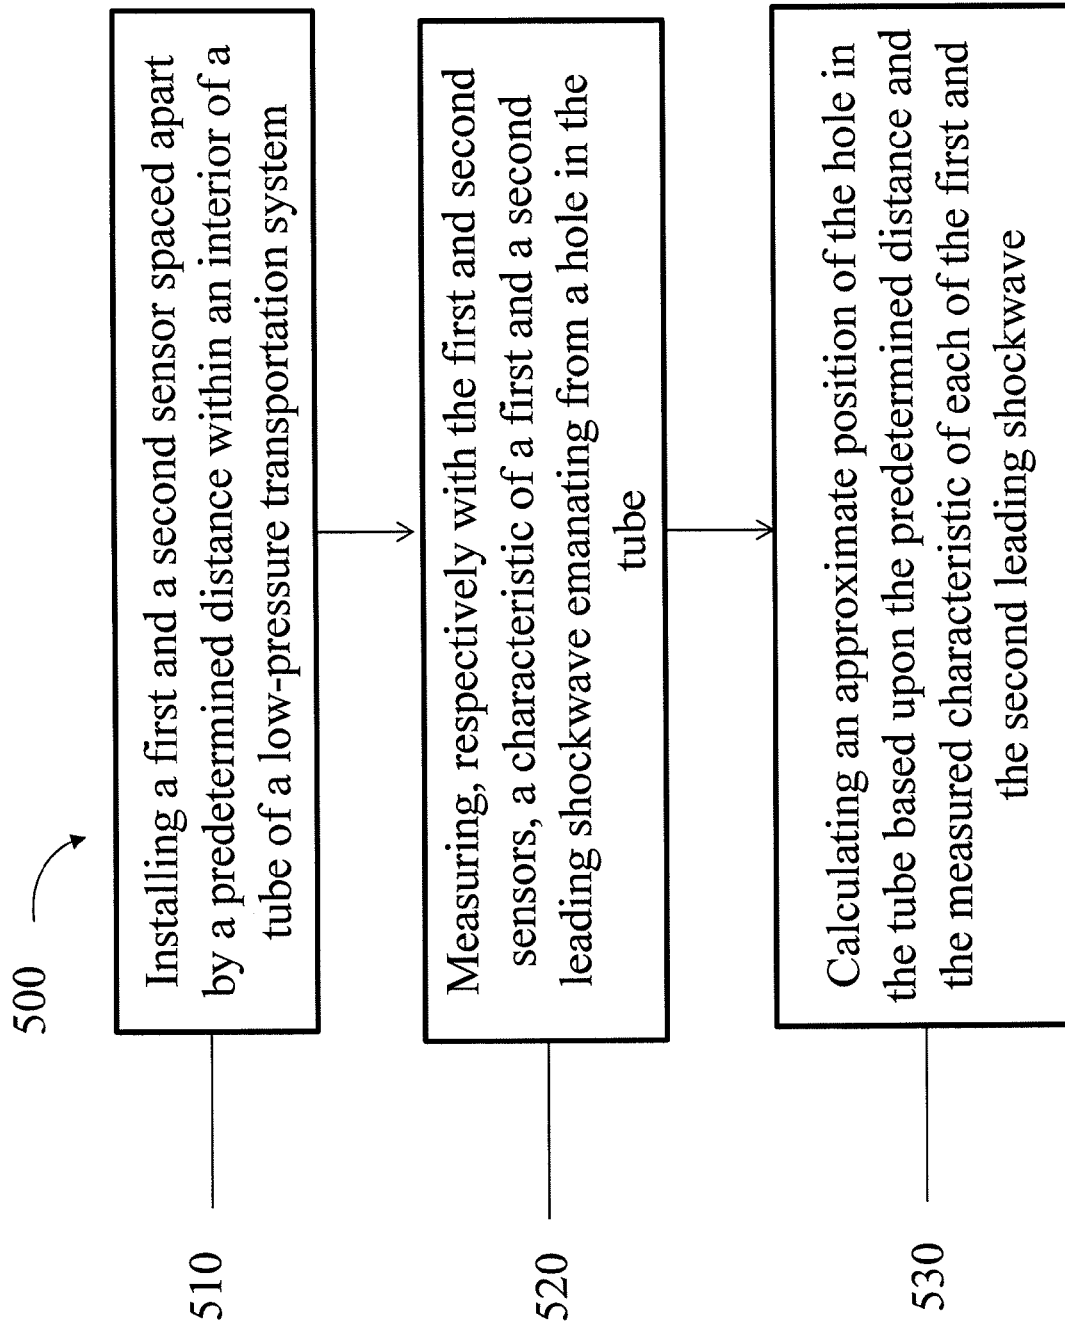 500
510
Installing a first and a second sensor spaced apart
by a predetermined distance within an interior of a
tube of a low-pressure transportation system
520
Measuring, respectively with the first and second
sensors, a characteristic of a first and a second
leading shockwave emanating from a hole in the
tube
530
Calculating an approximate position of the hole in
the tube based upon the predetermined distance and
the measured characteristic of each of the first and
the second leading shockwave